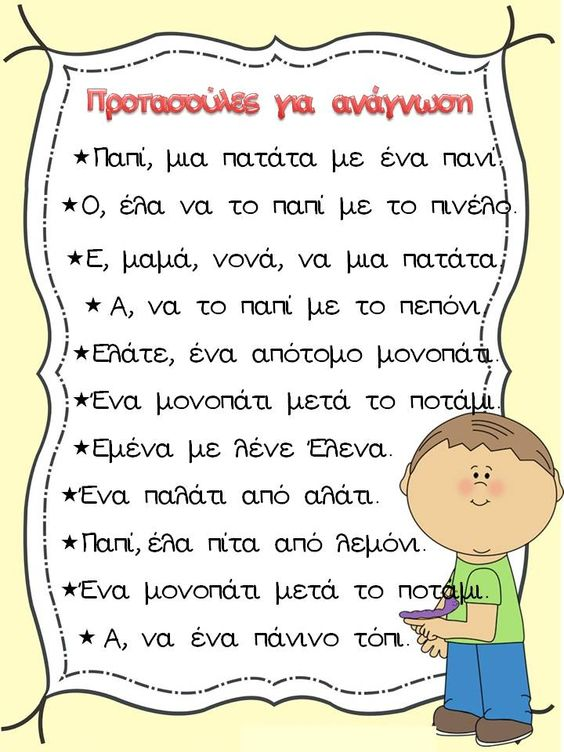 Προτασούλες για ανάγνωση
★Παπί, μια πατάτα με ένα πανί.
★Ο, έλα να το παπί με το πινέλο.
★Ε, μαμά, νονά, να μια πατάτα.
★ Α, να το παπί με το πεπόνι.
★Ελάτε, ένα απότομο μονοπάτι.
★Ένα μονοπάτι μετά το ποτάμι.
★Εμένα με λένε Έλενα.
★Ένα παλάτι από αλάτι.
★Παπί, έλα πίτα από λεμόνι.
★Ένα μονοπάτι μετά το ποτάμι.
★ Α, να ένα πάνινο τόπι.